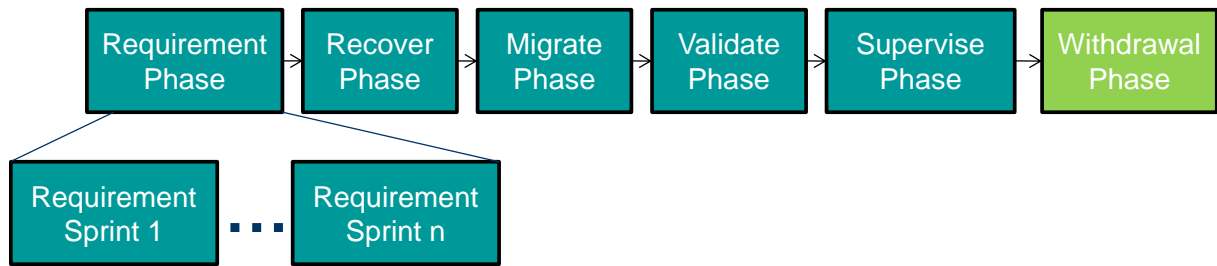 Requirement
Phase
Recover
Phase
Migrate
Phase
Validate
Phase
Supervise
Phase
Withdrawal
Phase
Requirement
Sprint 1
...
Requirement
Sprint n